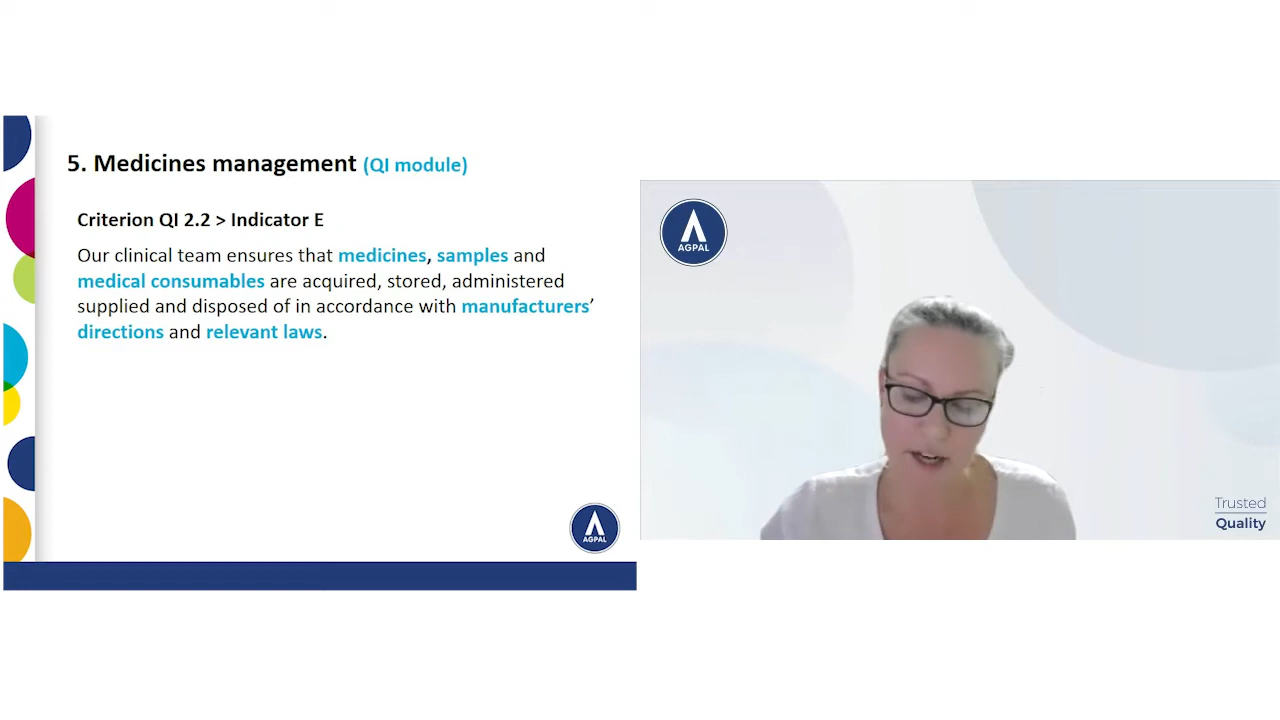 5. Medicines management (QI module)
Criterion QI 2.2 > Indicator E
Our clinical team ensures that medicines, samples and
medical consumables are acquired, stored, administered
supplied and disposed of in accordance with manufacturers’
directions and relevant laws.
AGPAL
AGPAL
Trusted
Quality